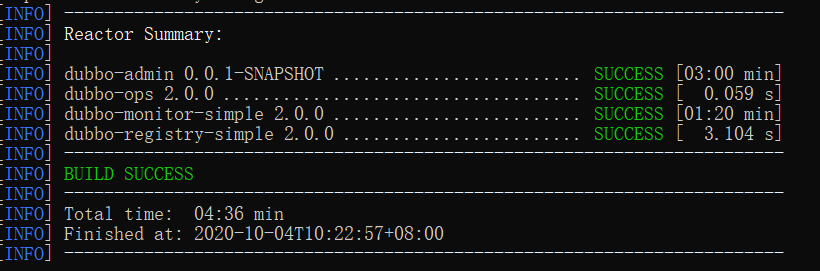 [INFO] ------------------------------------------------------------------------
[INFO] Reactor Summary:
[INFO]
[INFO] dubbo-admin 0.0.1-SNAPSHOT ......................... SUCCESS [03:00 min]
[INFO] dubbo-ops 2.0.0 .................................... SUCCESS [  0.059 s]
[INFO] dubbo-monitor-simple 2.0.0 ......................... SUCCESS [01:20 min]
[INFO] dubbo-registry-simple 2.0.0 ........................ SUCCESS [  3.104 s]
[INFO] ------------------------------------------------------------------------
[INFO] BUILD SUCCESS
[INFO] ------------------------------------------------------------------------
[INFO] Total time:  04:36 min
[INFO] Finished at: 2020-10-04T10:22:57+08:00
[INFO] ------------------------------------------------------------------------